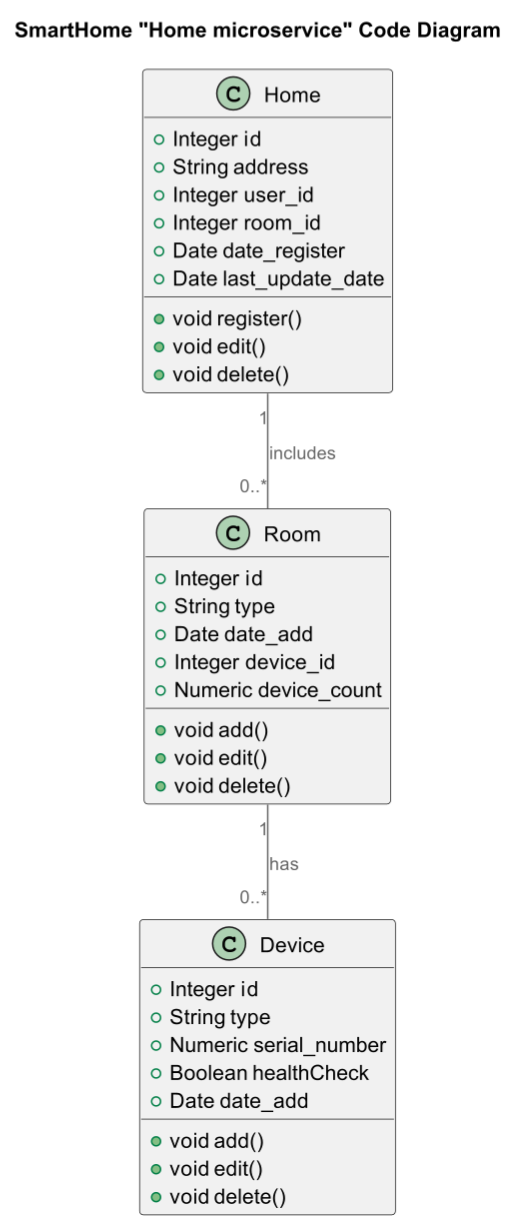 SmartHome "Home microservice" Code Diagram
C Home
Integer id
String address
Integer user_id
Integer room_id
Date date_register
Date last_update_date
void register()
void edit()
void delete()
1
includes
0..*
C Room
Integer id
String type
Date date_add
Integer device_id
Numeric device_count
void add()
void edit()
void delete()
1
has
0..*
C Device
Integer id
String type
Numeric serial_number
Boolean healthCheck
Date date_add
void add()
void edit()
void delete()